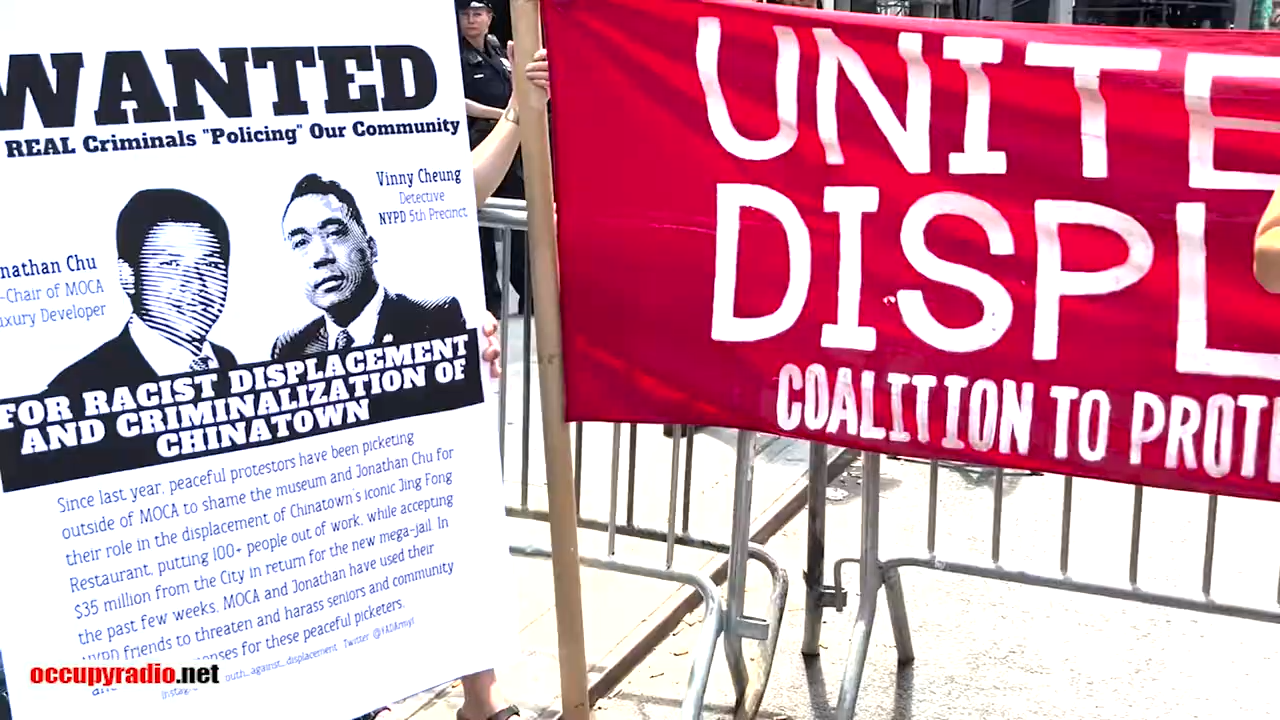 WANTED
REAL Criminals "Policing" Our Community
Vinny Cheung
Detective
NYPD 5th Precinct
nathan Chu
-Chair of MOCA
uxury Developer
FOR RACIST DISPLACEMENT
AND CRIMINALIZATION OF
CHINATOWN
Since last year, peaceful protestors have been picketing
outside of MOCA to shame the museum and Jonathan Chu for
their role in the displacement of Chinatown's iconic Jing Fong
Restaurant, putting 100+ people out of work, while accepting
$35 million from the City in return for the new mega-jail. In
the past few weeks, MOCA and Jonathan have used their
NYPD friends to threaten and harass seniors and community
for these peaceful picketers.
outh_against_displacement Twitter
UNITE
DISPL
COALITION TO PROTE
occupyradio.net